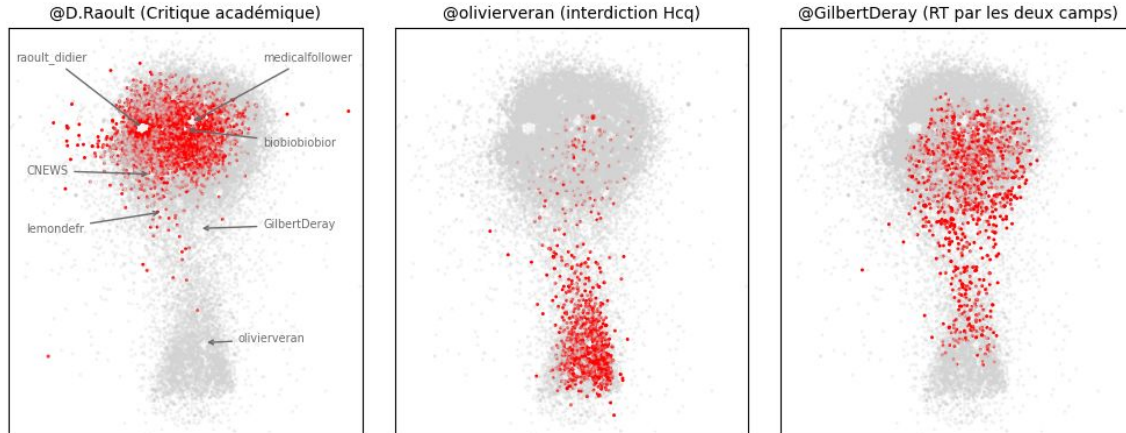 @D.Raoult (Critique académique)
@olivierveran (interdiction Hcq)
@GilbertDeray (RT par les deux camps)
raoult_didier
medicalfollower
biobiobiobior
CNEWS
lemondefr
GilbertDeray
olivierveran